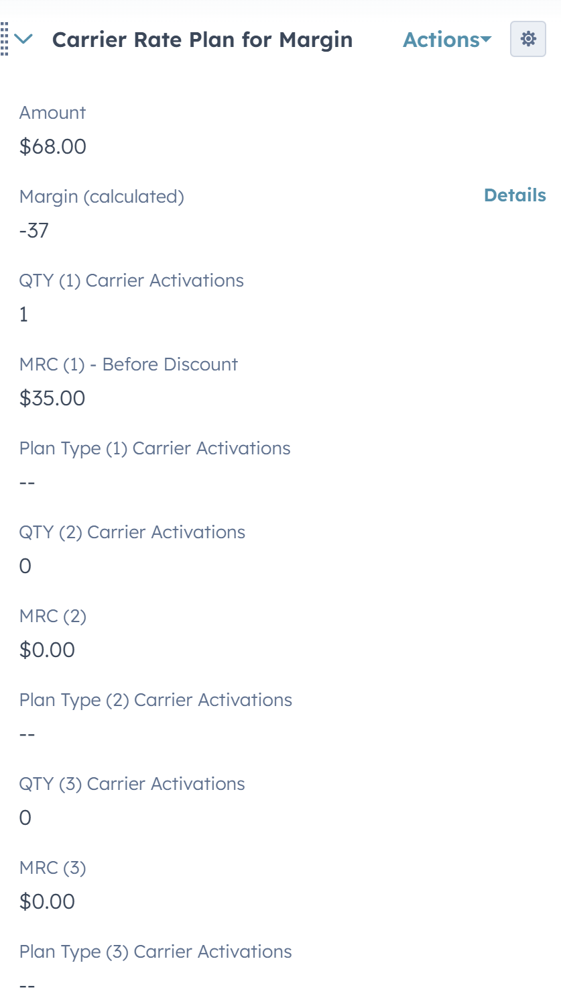 Carrier Rate Plan for Margin Actions
Amount
$68.00
Margin (calculated) Details
-37
QTY (1) Carrier Activations
1
MRC (1) - Before Discount
$35.00
Plan Type (1) Carrier Activations
--
QTY (2) Carrier Activations
0
MRC (2)
$0.00
Plan Type (2) Carrier Activations
--
QTY (3) Carrier Activations
0
MRC (3)
$0.00
Plan Type (3) Carrier Activations
--